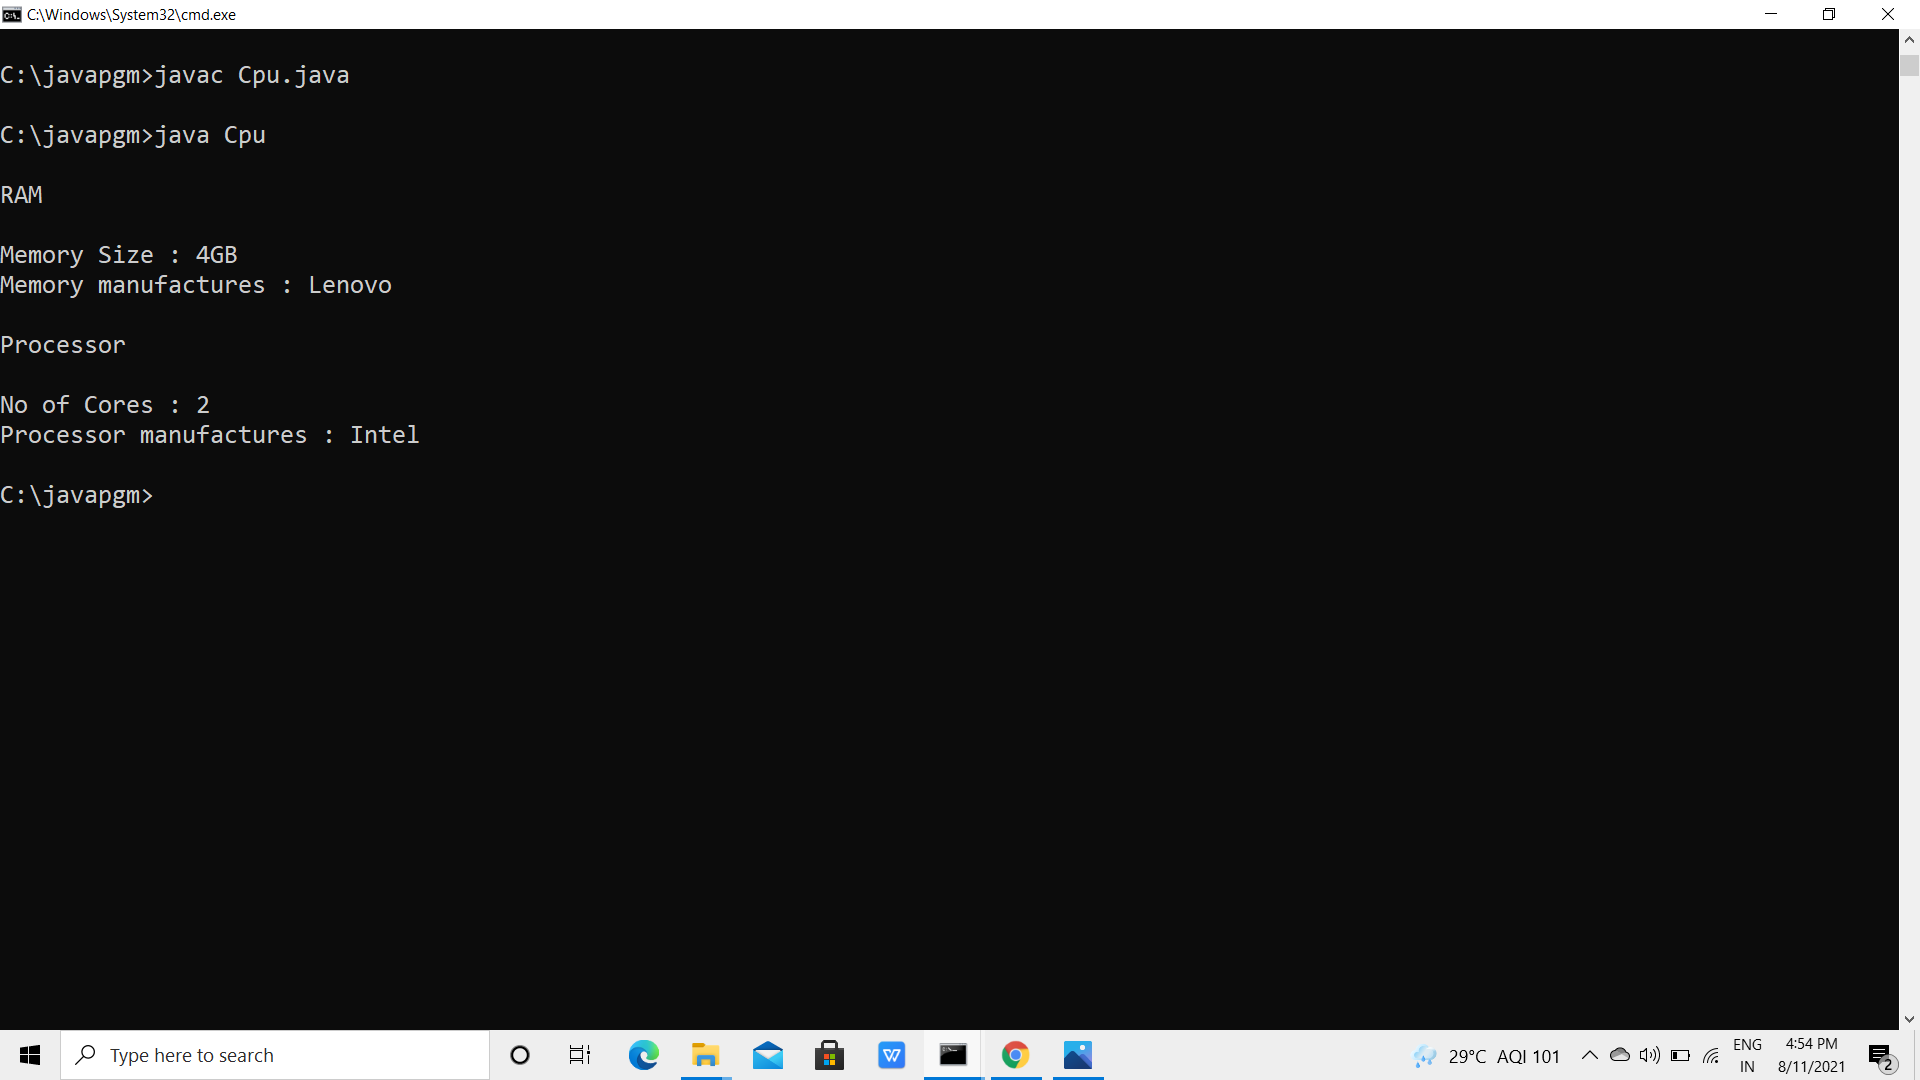 C:\Windows\System32\cmd.exe
C:\javapgm>javac Cpu.java
C:\javapgm>java Cpu
RAM
Memory Size : 4GB
Memory manufactures : Lenovo
Processor
No of Cores : 2
Processor manufactures : Intel
C:\javapgm>
Type here to search
W
29°C AQI 101
ENG
IN
4:54 PM
8/11/2021
2